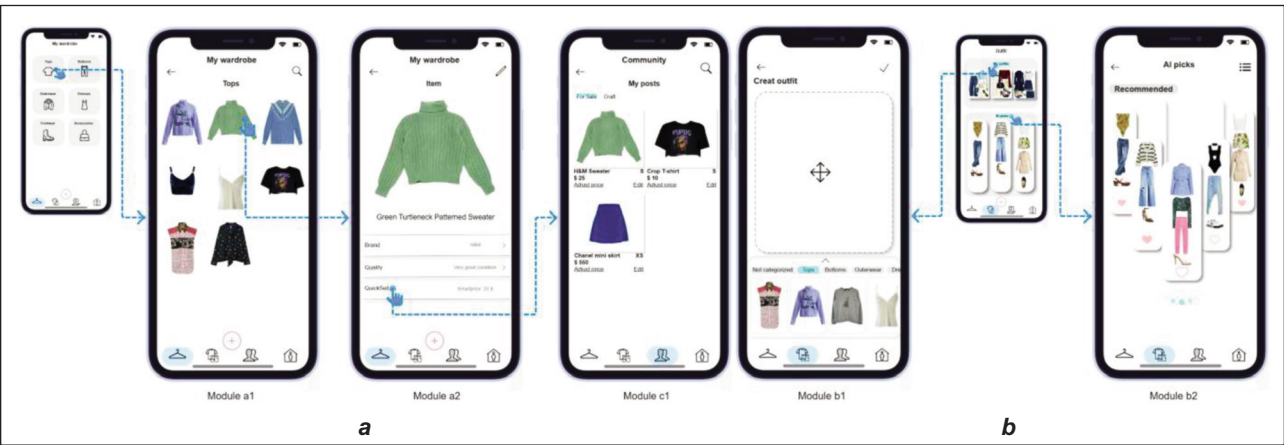 My wardrobe
Tops
Bottoms
Outerwear
Dresses
Footwear
Accessories
My wardrobe
Tops
Module a1
My wardrobe
Item
Green Turtleneck Patterned Sweater
Brand
Quality
Very good condition
QuickSell
Module a2
Community
My posts
For Sale Craft
H&M Sweater S
$ 25
Adjust price Edit
Crop T-shirt S
$ 10
Adjust price Edit
Chanel mini skirt XS
$ 550
Adjust price Edit
Module c1
Creat outfit
Not categorized Tops Bottoms Outerwear Dre
Module b1
Outfit
AI picks
Recommended
Module b2
a
b